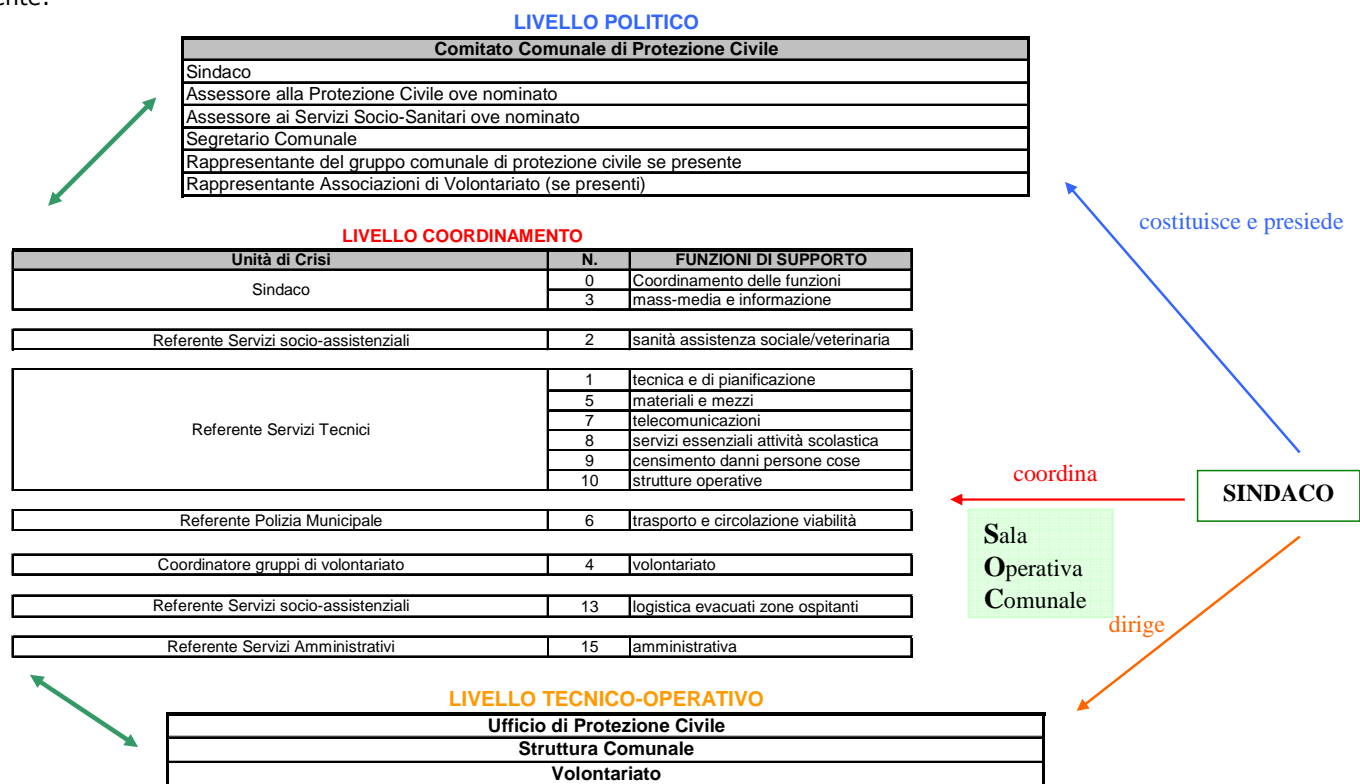 ente:
LIVELLO POLITICO
Comitato Comunale di Protezione Civile
Sindaco
Assessore alla Protezione Civile ove nominato
Assessore ai Servizi Socio-Sanitari ove nominato
Segretario Comunale
Rappresentante del gruppo comunale di protezione civile se presente
Rappresentante Associazioni di Volontariato (se presenti)
costituisce e presiede
LIVELLO COORDINAMENTO
Unità di Crisi N. FUNZIONI DI SUPPORTO
Sindaco
0 Coordinamento delle funzioni
3 mass-media e informazione
Referente Servizi socio-assistenziali 2 sanità assistenza sociale/veterinaria
Referente Servizi Tecnici
1 tecnica e di pianificazione
5 materiali e mezzi
7 telecomunicazioni
8 servizi essenziali attività scolastica
9 censimento danni persone cose
10 strutture operative
Referente Polizia Municipale 6 trasporto e circolazione viabilità
Coordinatore gruppi di volontariato 4 volontariato
Referente Servizi socio-assistenziali 13 logistica evacuati zone ospitanti
Referente Servizi Amministrativi 15 amministrativa
coordina
SINDACO
Sala
Operativa
Comunale
dirige
LIVELLO TECNICO-OPERATIVO
Ufficio di Protezione Civile
Struttura Comunale
Volontariato